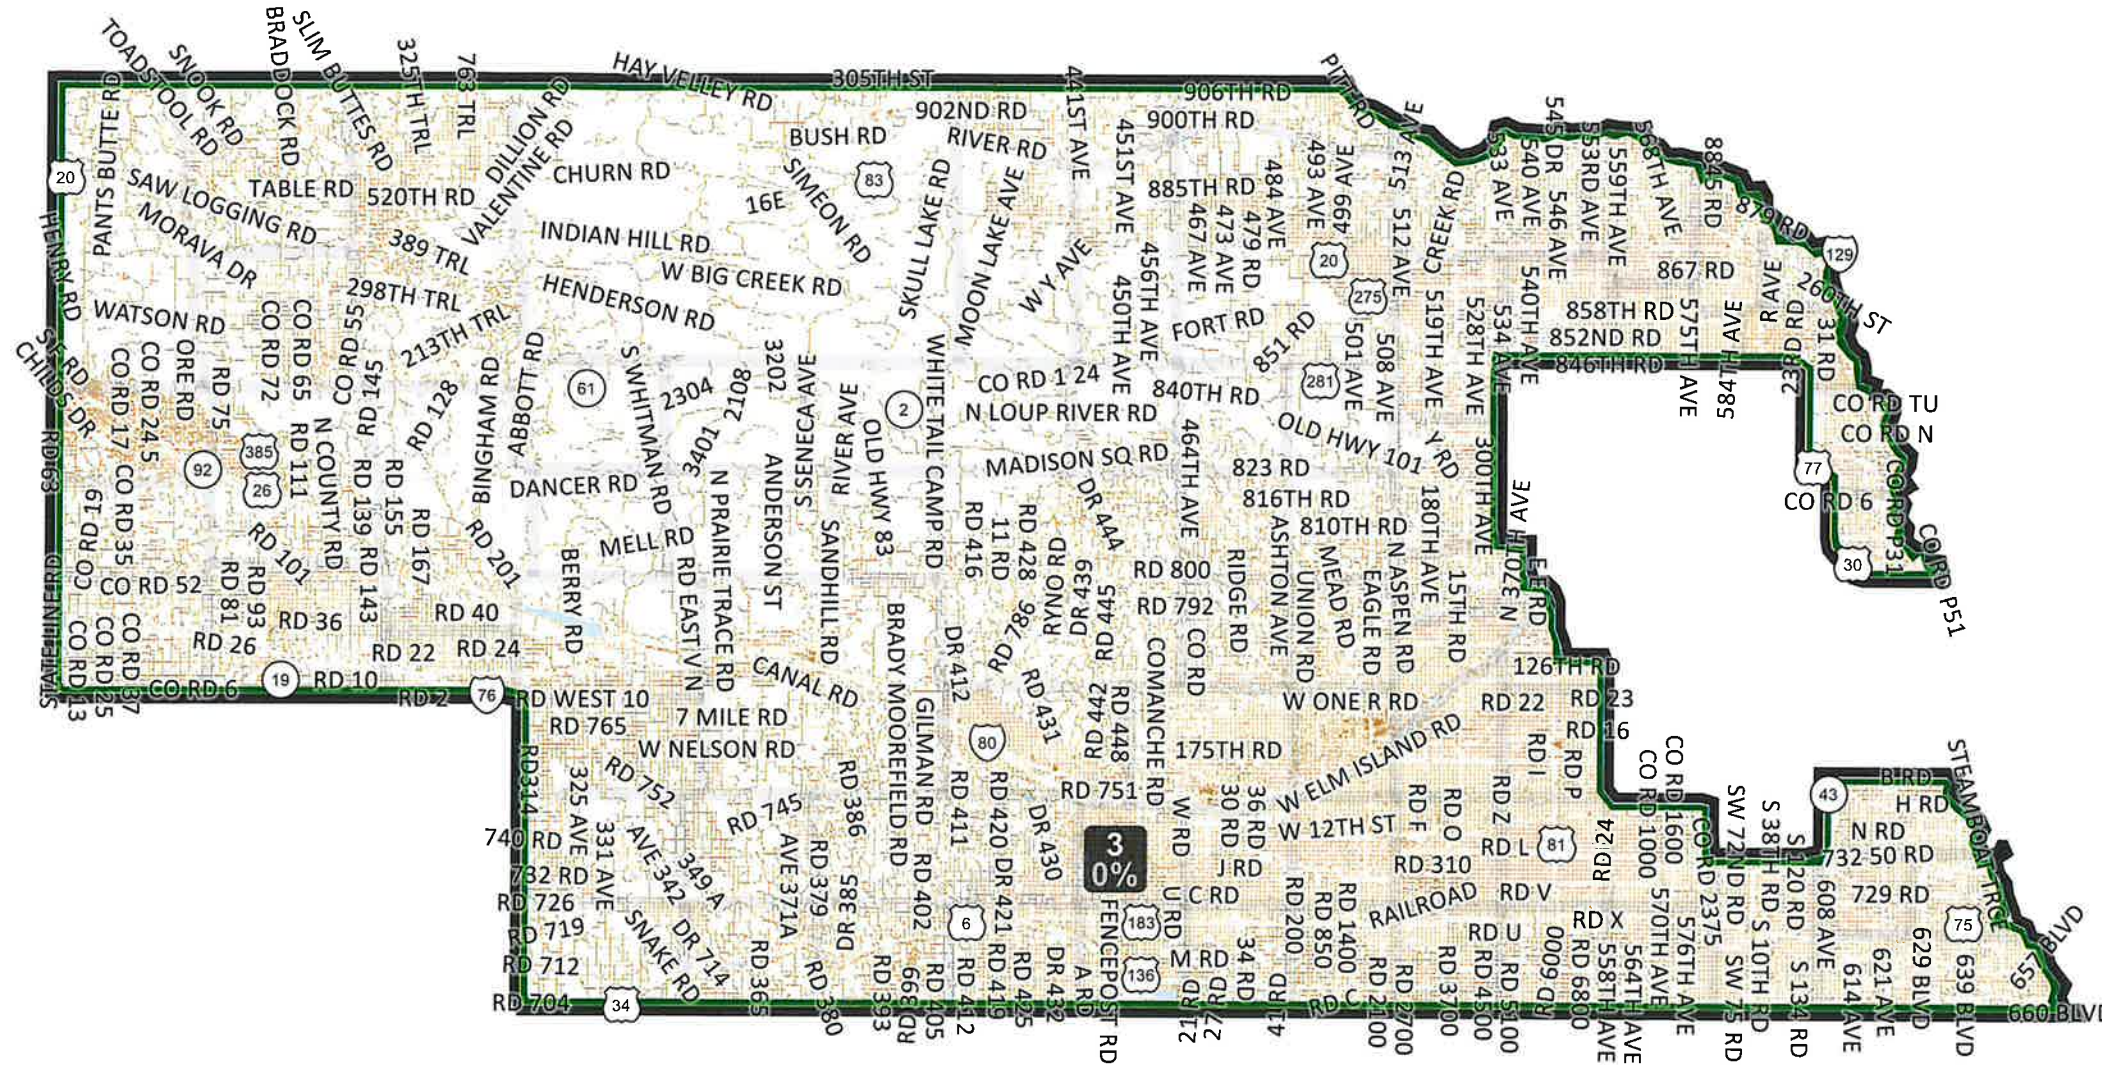 TOADSTOOL RD
SNOOK RD
BRADDOCK RD
SLIM BUTTES RD
325TH TRL
763 TRL
DILLION RD
VALENTINE RD
HAY VELLEY RD
305TH ST
441ST AVE
906TH RD
PITT RD
902ND RD
900TH RD
BUSH RD
RIVER RD
451ST AVE
545 DR
553RD AVE
559TH AVE
568TH AVE
8845 RD
879 RD
533 AVE
540 AVE
546 AVE
493 AVE
499 AVE
484 AVE
513 AVE
512 AVE
CREEK RD
20
PANTS BUTTE RD
SAW LOGGING RD
TABLE RD
520TH RD
CHURN RD
16E
SIMEON RD
83
SKULL LAKE RD
MOON LAKE AVE
885TH RD
467 AVE
473 AVE
479 RD
HENRY RD
MORAVA DR
389 TRL
INDIAN HILL RD
W BIG CREEK RD
W Y AVE
456TH AVE
450TH AVE
20
129
867 RD
R AVE
260TH ST
WATSON RD
298TH TRL
213TH TRL
HENDERSON RD
FORT RD
851 RD
275
501 AVE
508 AVE
519TH AVE
528TH AVE
534 AVE
540TH AVE
858TH RD
852ND RD
846TH RD
575TH AVE
584TH AVE
23RD RD
31 RD
S F RD
CHILDS DR
CO RD 17
CO RD 24 5
ORE RD
RD 75
CO RD 72
CO RD 65
CO RD 55
RD 145
RD 128
BINGHAM RD
ABBOTT RD
61
S WHITMAN RD
2304
2108
3202
3401
S SENECA AVE
RIVER AVE
OLD HWY 83
2
WHITE TAIL CAMP RD
CO RD 1 24
N LOUP RIVER RD
840TH RD
281
OLD HWY 101
Y RD
300TH AVE
CO RD TU
CO RD N
77
CO RD 6
CO RD 31
RD 63
92
385
26
RD 111
N COUNTY RD
RD 139
RD 155
DANCER RD
MADISON SQ RD
464TH AVE
823 RD
816TH RD
810TH RD
180TH AVE
CO RD 19
CO RD 35
RD 101
RD 143
RD 167
RD 201
MELL RD
N PRAIRIE TRACE RD
ANDERSON ST
SANDHILL RD
RD 416
11 RD
RD 428
DR 444
RYNO RD
DR 439
RD 445
RD 800
RD 792
RIDGE RD
ASHTON AVE
UNION RD
MEAD RD
EAGLE RD
N ASPEN RD
15TH RD
N 370TH AVE
E E RD
30
CO RD P51
STATELINE RD
CO RD 52
RD 81
RD 93
RD 36
RD 40
BERRY RD
RD EAST V N
BRADY MOOREFIELD RD
DR 412
RD 786
COMANCHE RD
CO RD
126TH RD
CO RD 13
CO RD 25
CO RD 37
RD 26
RD 22
RD 24
CO RD 6
19
RD 10
RD 2
76
RD WEST 10
CANAL RD
RD 431
RD 442
RD 448
W ONE R RD
RD 22
RD 23
RD 765
7 MILE RD
W NELSON RD
GILMAN RD
80
175TH RD
W ELM ISLAND RD
RD 16
RD I
RD P
CO RD 1000
CO RD 1600
STEAMBOAT TRCE
RD 314
325 AVE
RD 752
RD 745
RD 386
RD 411
RD 420
RD 751
W RD
30 RD
36 RD
RD F
RD O
RD Z
43
B RD
H RD
740 RD
331 AVE
AVE 342
349 A
AVE 371A
RD 379
DR 385
RD 402
DR 430
DR 421
3
0%
J RD
W 12TH ST
RD 310
RD L
81
RD 24
CO RD 2375
SW 72ND RD
S 38TH RD
S 120 RD
N RD
732 50 RD
732 RD
RD 726
RD 719
RD 712
RD 704
34
SNAKE RD
DR 714
RD 365
RD 380
RD 393
RD 399
RD 405
6
RD 412
RD 419
RD 425
DR 432
A RD
FENCEPOST RD
183
136
U RD
C RD
M RD
21 RD
27 RD
34 RD
41 RD
RD 200
RD 850
RD 1400
RD C
RAILROAD
RD 2100
RD 2700
RD 3700
RD 4500
RD 5100
RD 6000
RD 6800
RD U
RD V
RD X
558TH AVE
564TH AVE
570TH AVE
576TH AVE
SW 75 RD
S 10TH RD
S 134 RD
608 AVE
614 AVE
621 AVE
629 BLVD
639 BLVD
729 RD
75
657 BLVD
660 BLVD